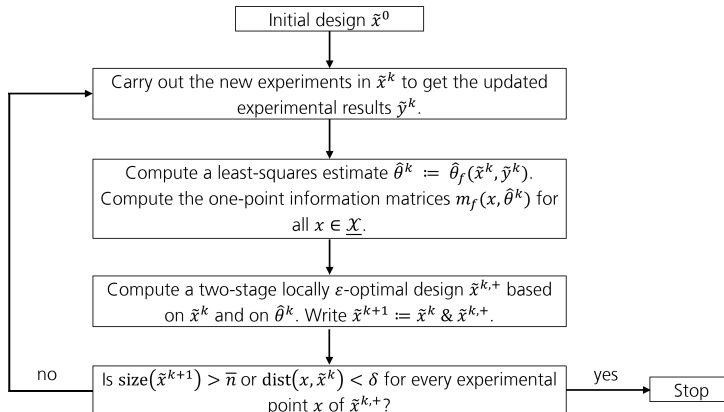 Initial design x̃⁰
Carry out the new experiments in x̃ᵏ to get the updated
experimental results ỹᵏ.
Compute a least-squares estimate θ̂ᵏ ≔ θ̂_f(x̃ᵏ, ỹᵏ).
Compute the one-point information matrices m_f(x, θ̂ᵏ) for
all x ∈ <u>𝒳</u>.
Compute a two-stage locally ε-optimal design x̃ᵏ˒⁺ based
on x̃ᵏ and on θ̂ᵏ. Write x̃ᵏ⁺¹ ≔ x̃ᵏ & x̃ᵏ˒⁺.
no
Is size(x̃ᵏ⁺¹) > n̅ or dist(x, x̃ᵏ) < δ for every experimental
point x of x̃ᵏ˒⁺?
yes
Stop